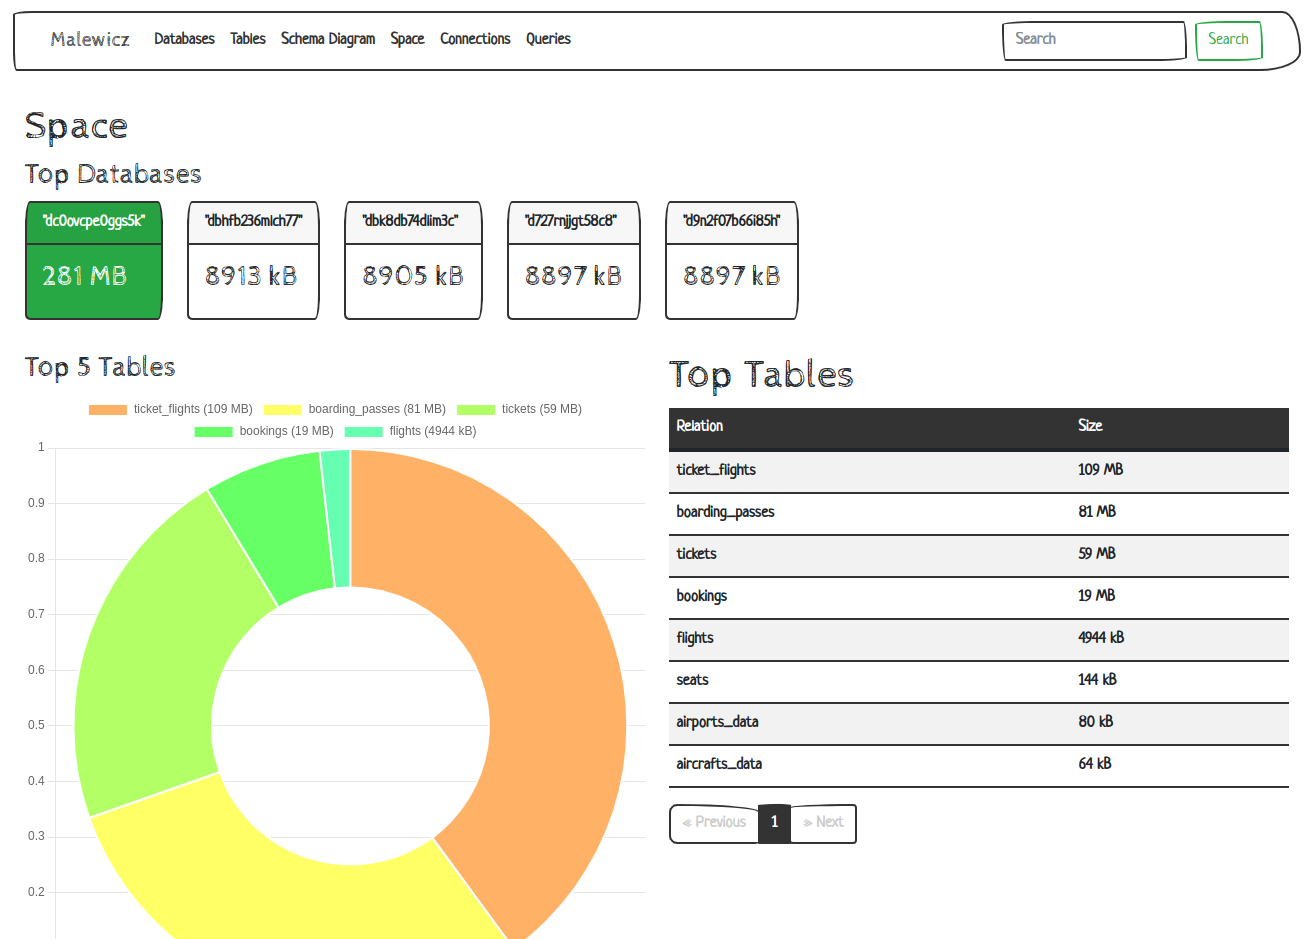 Malewicz Databases Tables Schema Diagram Space Connections Queries Search Search
Space
Top Databases
"dc0ovcpe0ggs5k" "dbhfb236mich77" "dbk8db74diim3c" "d727rnjjgt58c8" "d9n2f07b66i85h"
281 MB 8913 kB 8905 kB 8897 kB 8897 kB
Top 5 Tables
ticket_flights (109 MB) boarding_passes (81 MB) tickets (59 MB)
bookings (19 MB) flights (4944 kB)
1
0.9
0.8
0.7
0.6
0.5
0.4
0.3
0.2
Top Tables
Relation Size
ticket_flights 109 MB
boarding_passes 81 MB
tickets 59 MB
bookings 19 MB
flights 4944 kB
seats 144 kB
airports_data 80 kB
aircrafts_data 64 kB
« Previous 1 » Next